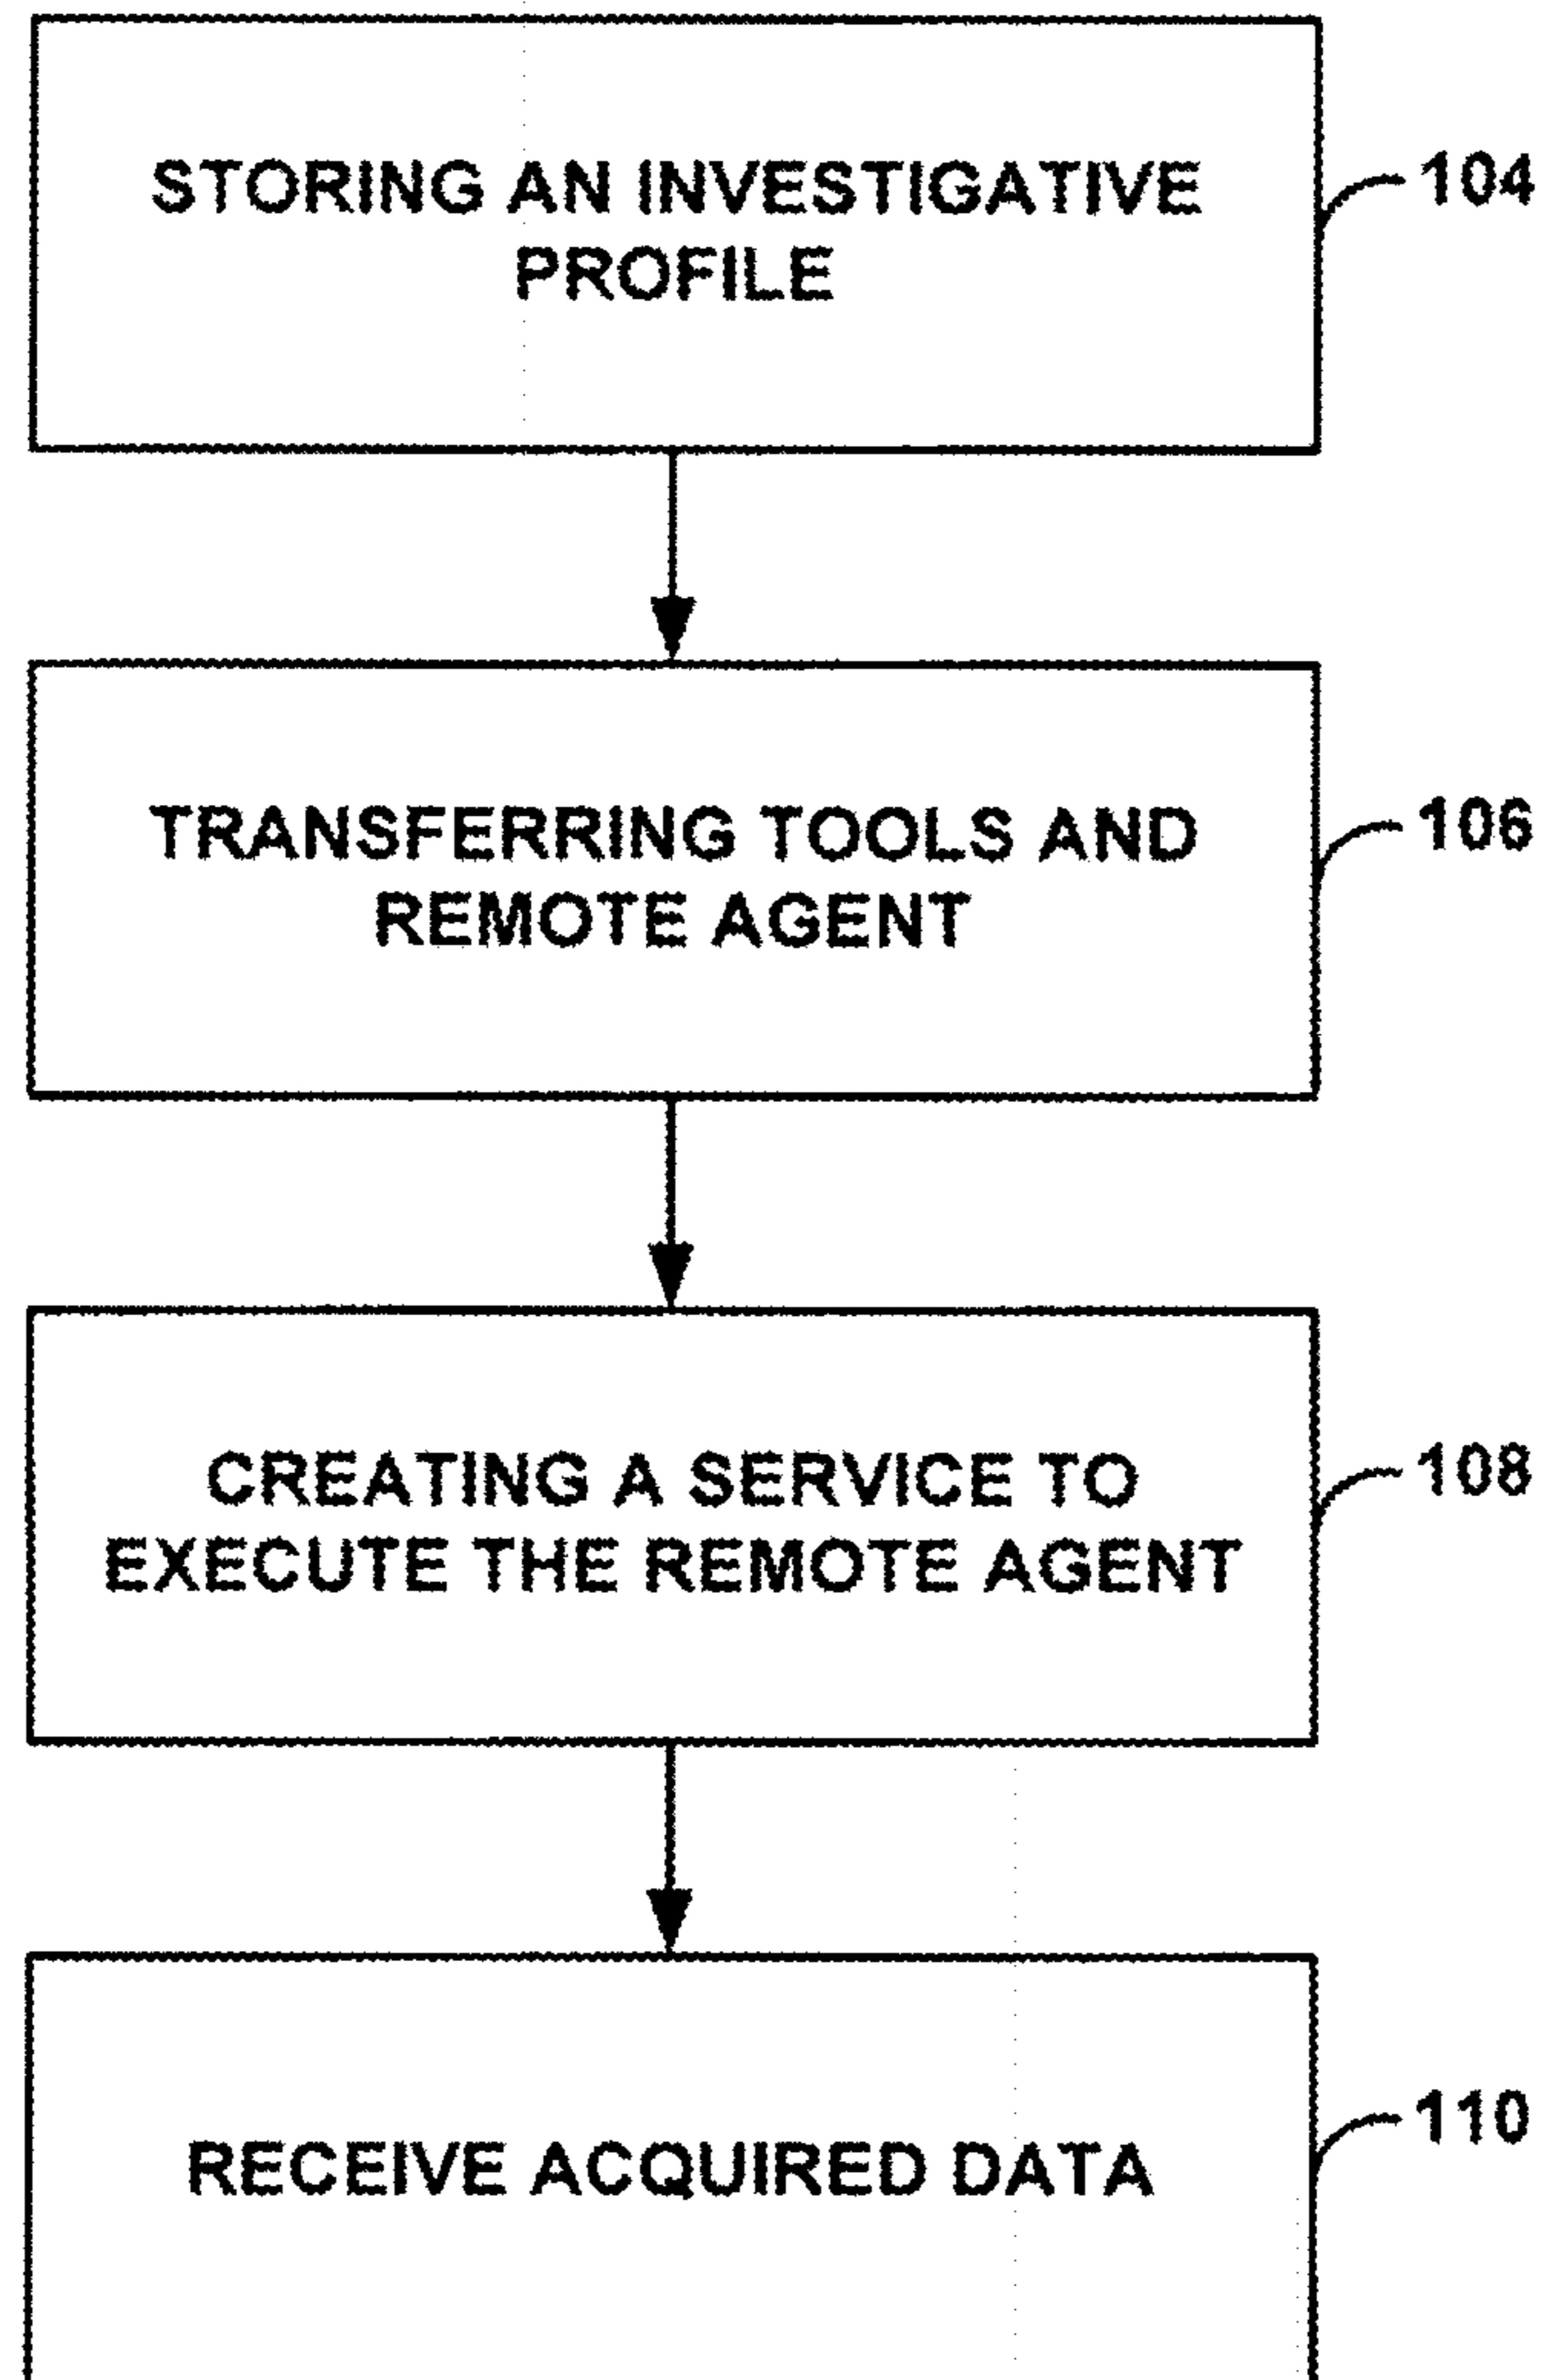 STORING AN INVESTIGATIVE
PROFILE
104
TRANSFERRING TOOLS AND
REMOTE AGENT
106
CREATING A SERVICE TO
EXECUTE THE REMOTE AGENT
108
RECEIVE ACQUIRED DATA
110